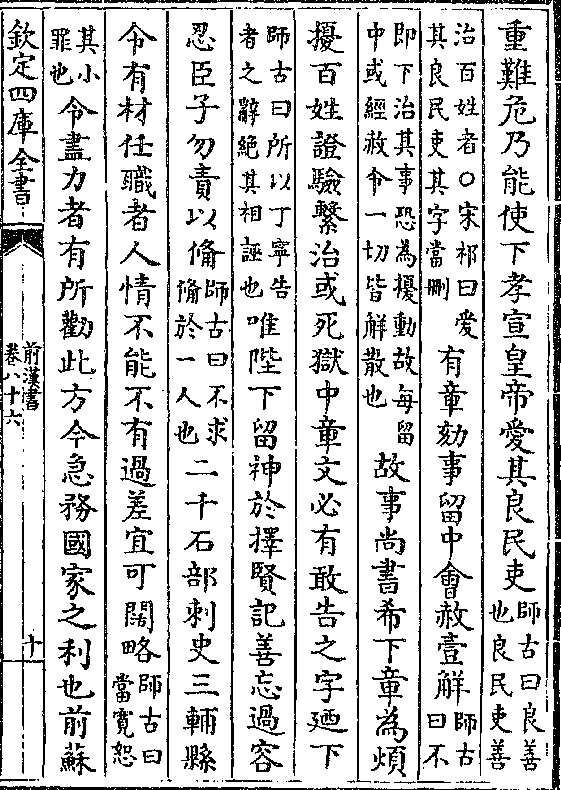 重難危乃能使下孝宣皇帝愛其良民吏師古曰良善也良民吏善
治百姓者○宋祁曰愛其良民吏其字當刪有章劾事留中會赦壹解師古曰不
即下治其事恐為擾動故每留中或經赦令一切皆解散也故事尚書希下章為煩
擾百姓證驗繫治或死獄中章文必有敢告之字廼下
師古曰所以丁寧告者之辭絕其相誣也唯陛下留神於擇賢記善忘過容
忍臣子勿責以備師古曰不求備於一人也二千石部刺史三輔縣
令有材任職者人情不能不有過差宜可闊略師古曰當寬恕
其小罪也令盡力者有所勸此方今急務國家之利也前蘇
欽定四庫全書
前漢書
卷八十六
十